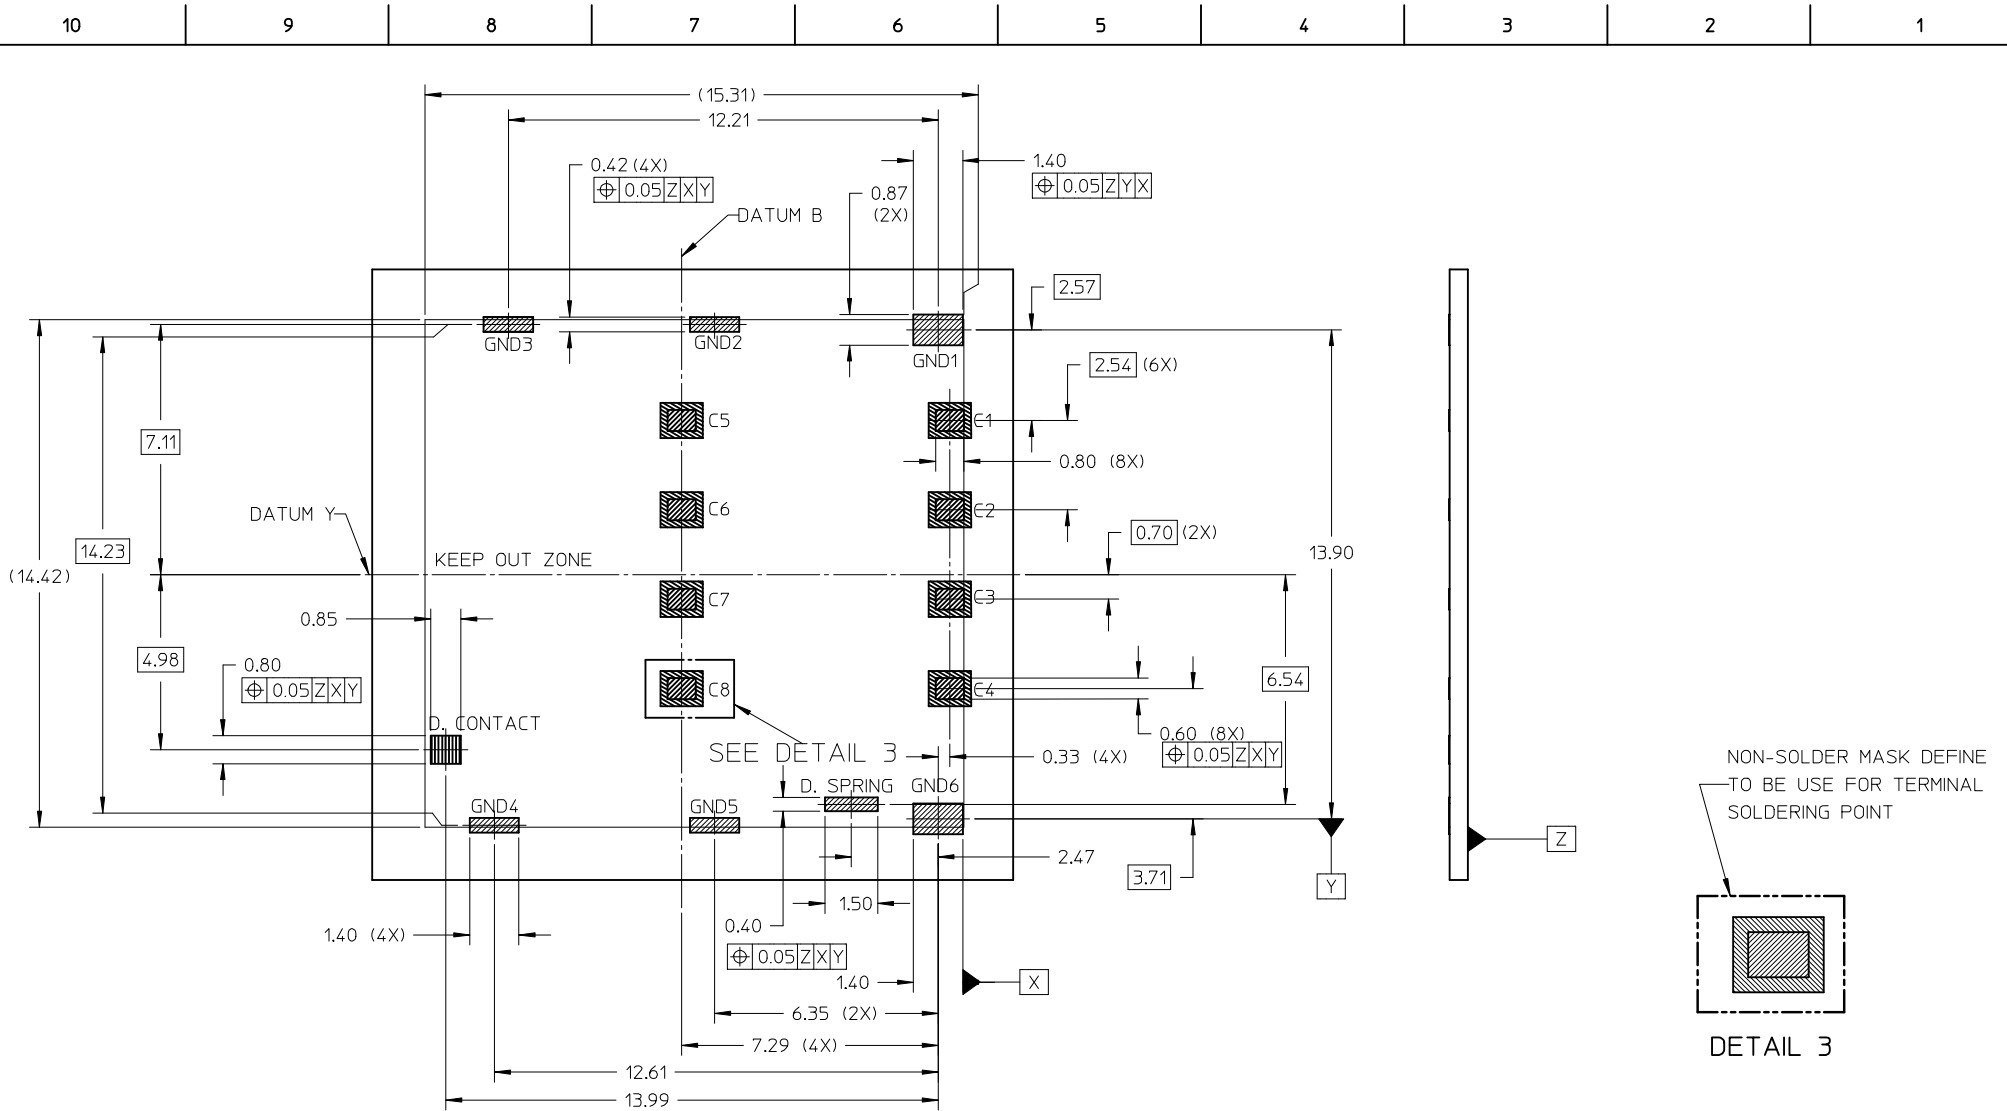 10 9 8 7 6 5 4 3 2 1
(15.31)
12.21
0.42 (4X)
⌖ 0.05 Z X Y
1.40
⌖ 0.05 Z Y X
0.87
(2X)
DATUM B
2.57
GND3
GND2
GND1
2.54 (6X)
C5
C1
7.11
0.80 (8X)
C6
C2
DATUM Y
0.70 (2X)
14.23
13.90
KEEP OUT ZONE
(14.42)
C7
C3
0.85
4.98
0.80
⌖ 0.05 Z X Y
6.54
C8
C4
D. CONTACT
0.60 (8X)
⌖ 0.05 Z X Y
SEE DETAIL 3
0.33 (4X)
D. SPRING
GND6
GND4
GND5
2.47
3.71
Y
Z
1.50
0.40
⌖ 0.05 Z X Y
1.40 (4X)
1.40
X
6.35 (2X)
7.29 (4X)
12.61
13.99
NON-SOLDER MASK DEFINE
TO BE USE FOR TERMINAL
SOLDERING POINT
DETAIL 3